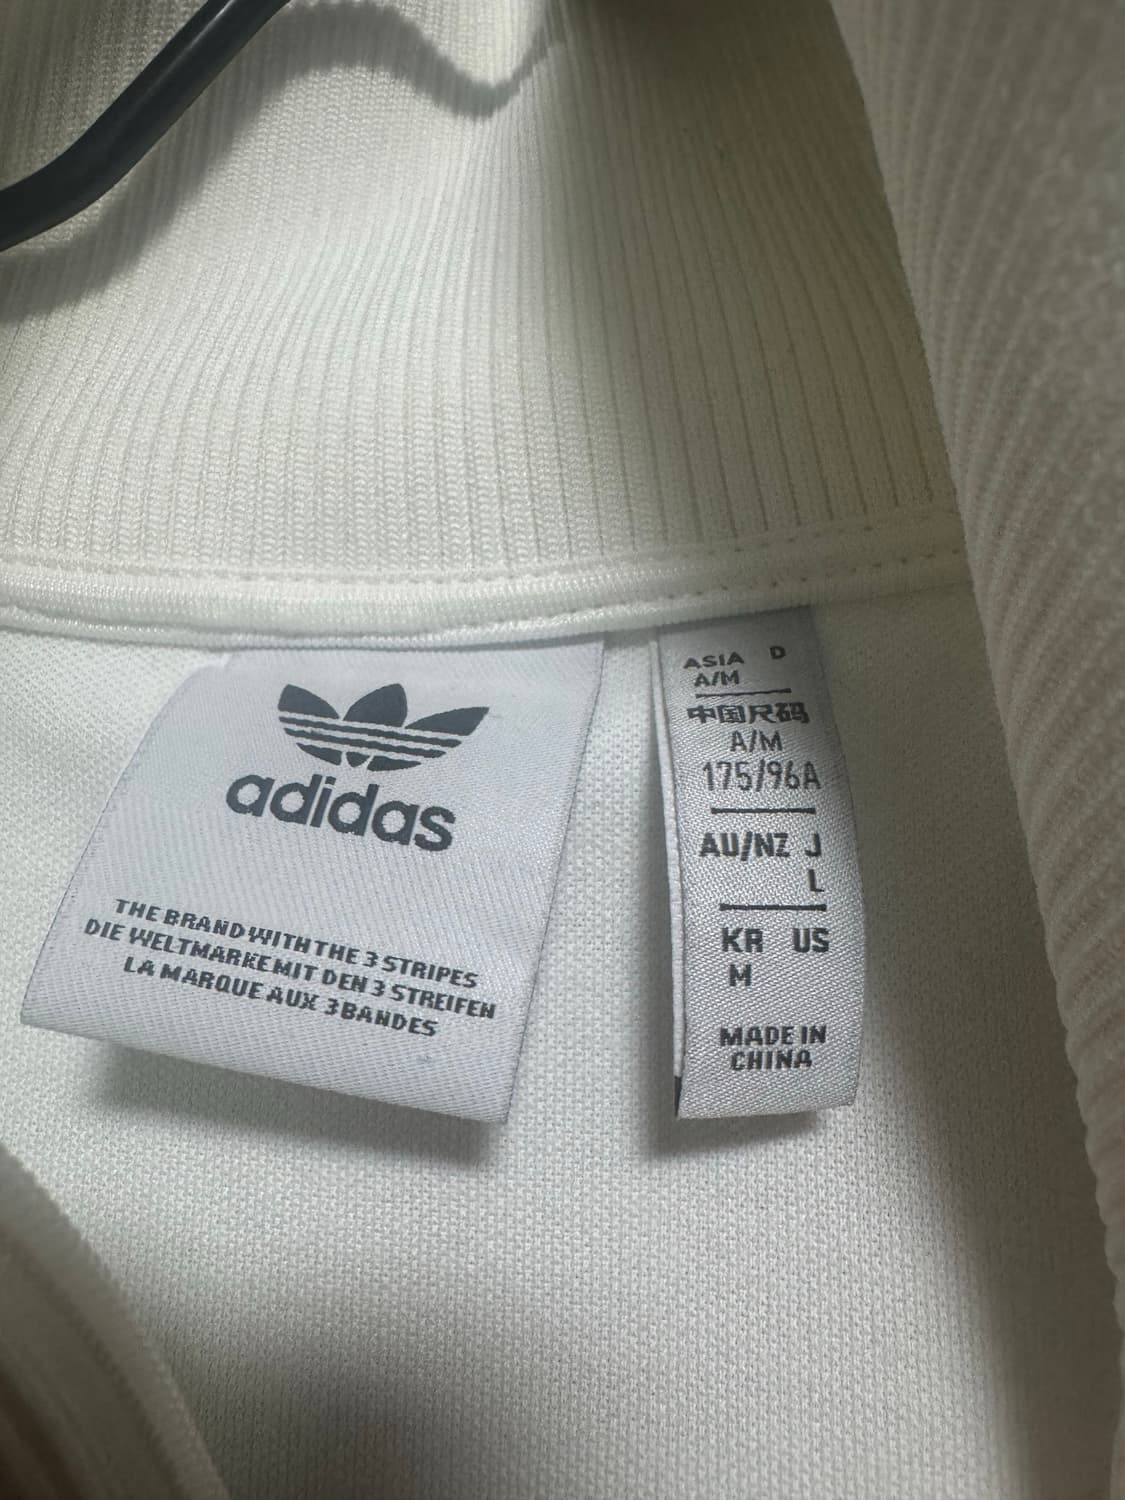 adidas
THE BRAND WITH THE 3 STRIPES
DIE WELTMARKE MIT DEN 3 STREIFEN
LA MARQUE AUX 3 BANDES
ASIA D
A/M
中国尺码
A/M
175/96A
AU/NZ J
L
KR US
M
MADE IN
CHINA